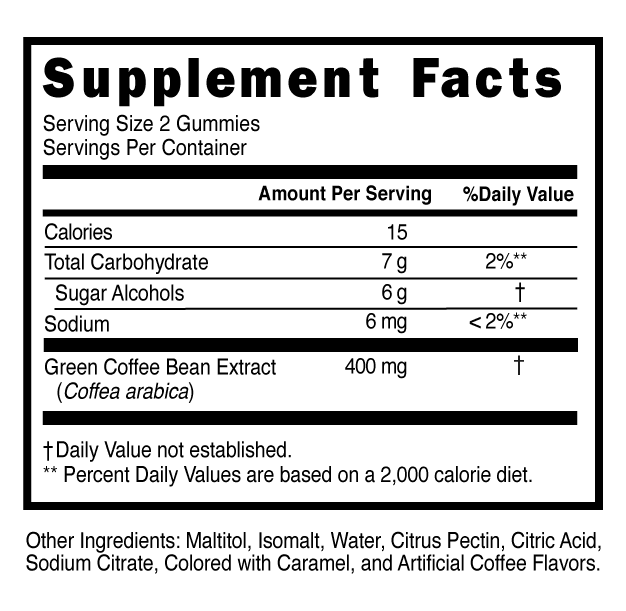 Supplement Facts
Serving Size 2 Gummies
Servings Per Container
Amount Per Serving %Daily Value
Calories 15
Total Carbohydrate 7 g 2%**
Sugar Alcohols 6 g †
Sodium 6 mg < 2%**
Green Coffee Bean Extract 400 mg †
(Coffea arabica)
†Daily Value not established.
** Percent Daily Values are based on a 2,000 calorie diet.
Other Ingredients: Maltitol, Isomalt, Water, Citrus Pectin, Citric Acid,
Sodium Citrate, Colored with Caramel, and Artificial Coffee Flavors.